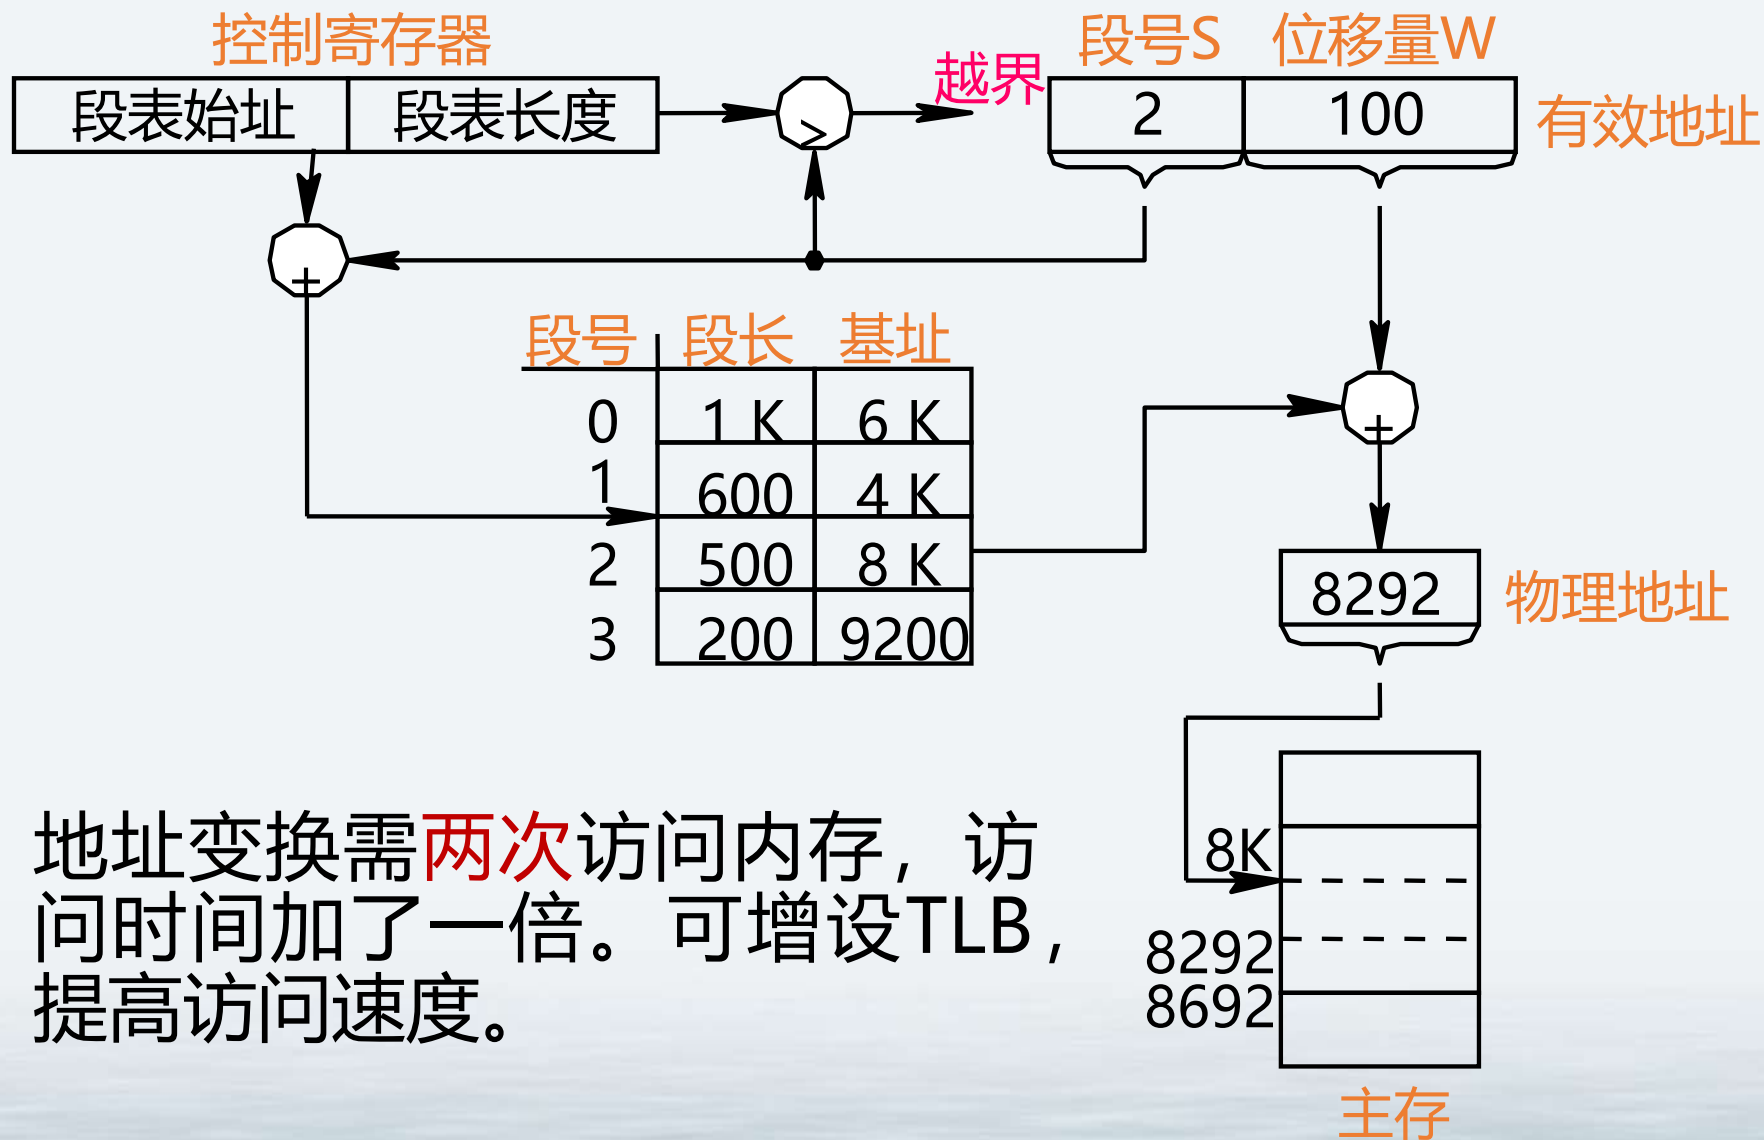 控制寄存器
段表始址 段表长度
>
越界
段号S 位移量W
2 100
有效地址
+
段号 段长 基址
0 1 K 6 K
1 600 4 K
2 500 8 K
3 200 9200
+
8292
物理地址
8K
8292
8692
主存
地址变换需两次访问内存，访
问时间加了一倍。可增设TLB，
提高访问速度。